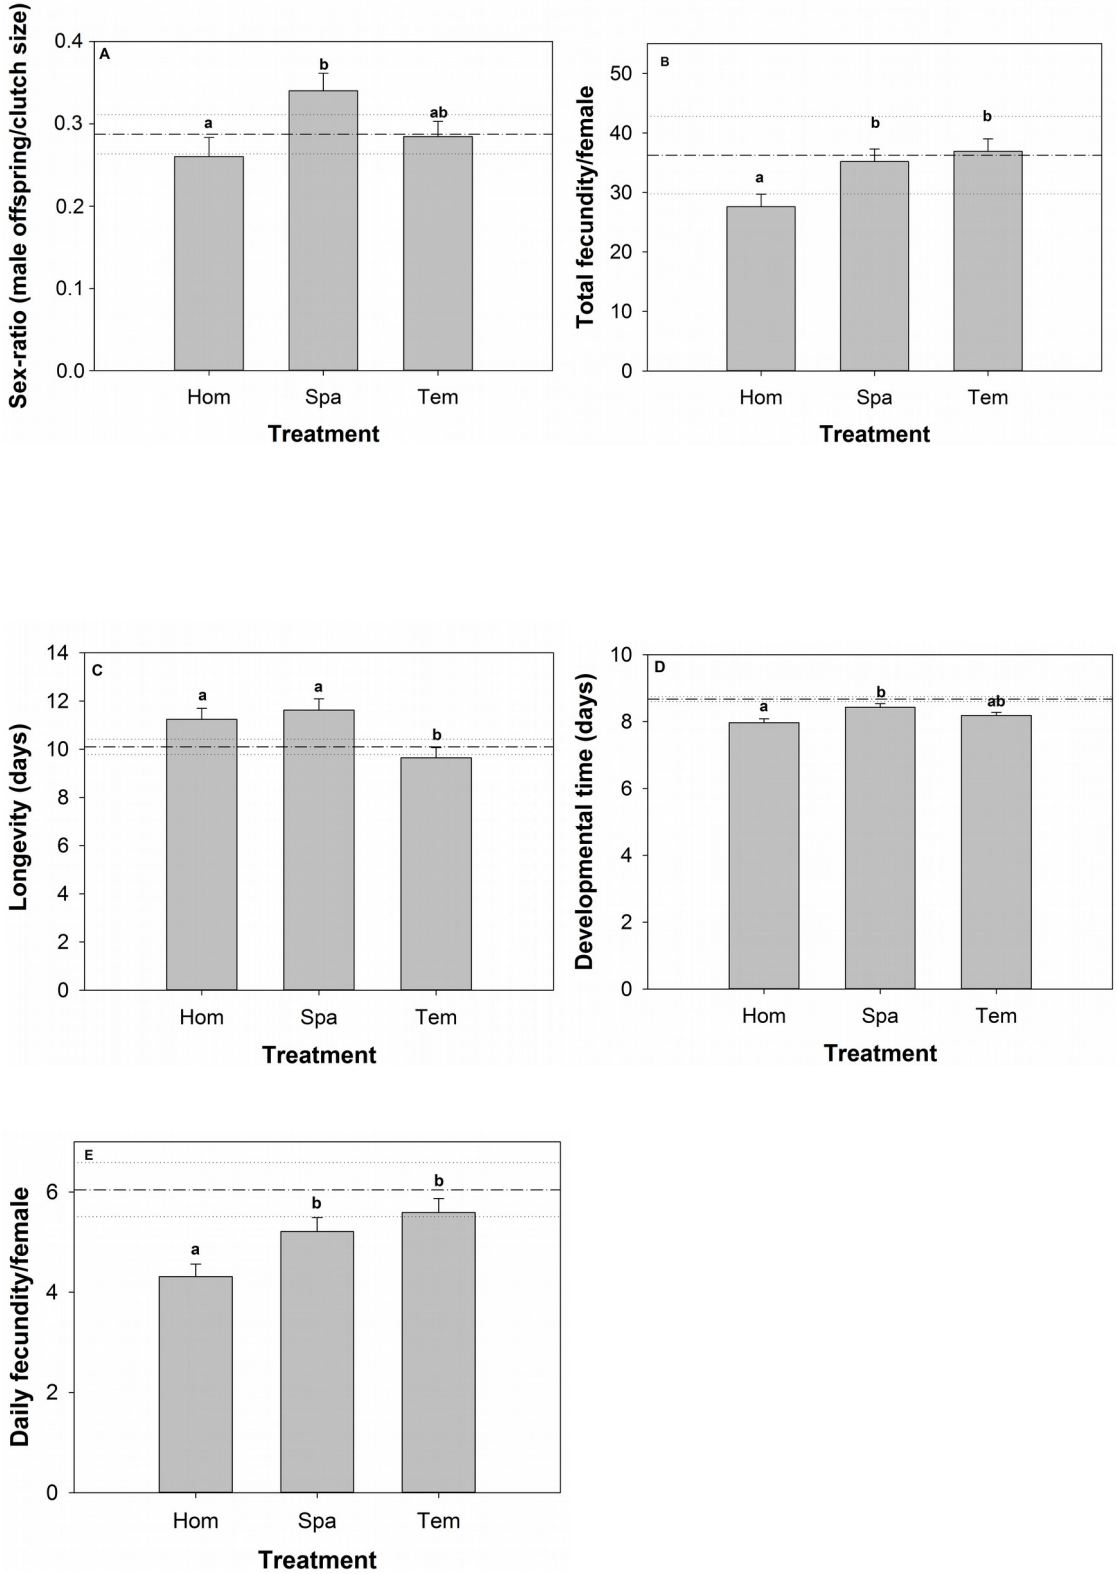 Sex-ratio (male offspring/clutch size)
0.4
0.3
0.2
0.1
0.0
A
a
b
ab
Hom Spa Tem
Treatment
Total fecundity/female
50
40
30
20
10
0
B
a
b
b
Hom Spa Tem
Treatment
Longevity (days)
14
12
10
8
6
4
2
0
C
a
a
b
Hom Spa Tem
Treatment
Developmental time (days)
10
8
6
4
2
0
D
a
b
ab
Hom Spa Tem
Treatment
Daily fecundity/female
6
4
2
0
E
a
b
b
Hom Spa Tem
Treatment